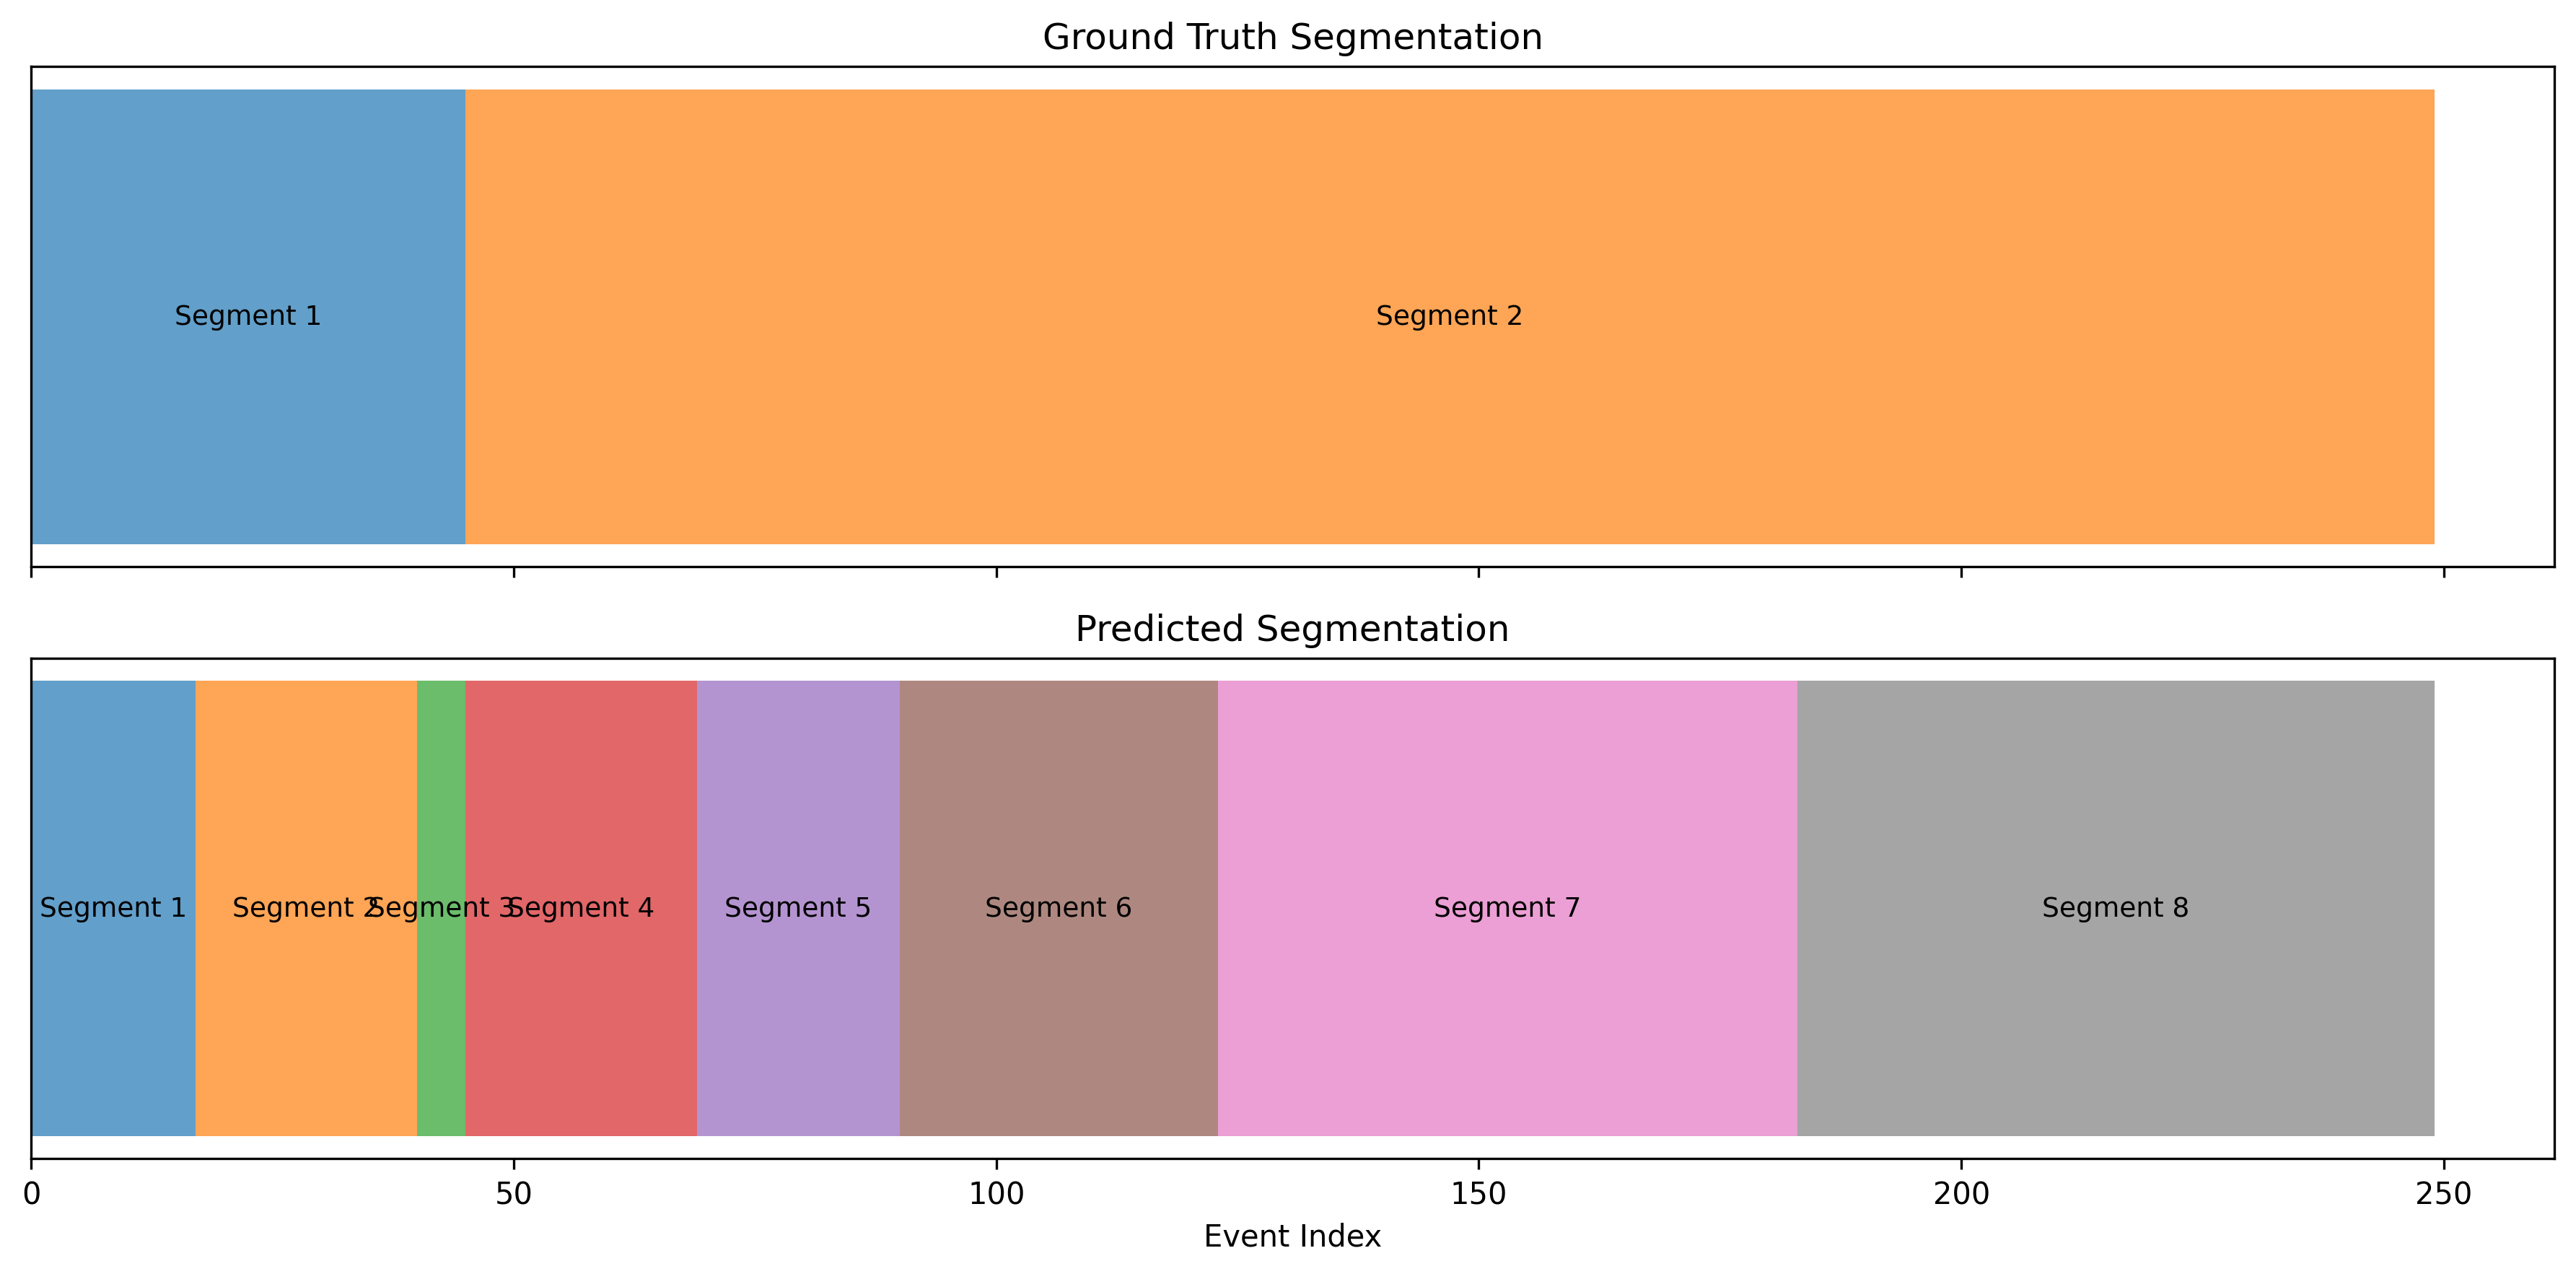 Ground Truth Segmentation
Segment 1 Segment 2
Predicted Segmentation
Segment 1 Segment 2 Segment 3 Segment 4 Segment 5 Segment 6 Segment 7 Segment 8
0 50 100 150 200 250
Event Index